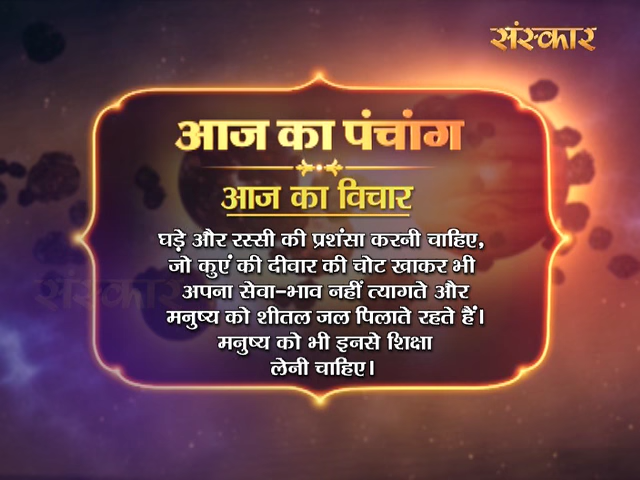 संस्कार
आज का पंचांग
आज का विचार
घड़े और रस्सी की प्रशंसा करनी चाहिए,
जो कुएं की दीवार की चोट खाकर भी
अपना सेवा-भाव नहीं त्यागते और
मनुष्य को शीतल जल पिलाते रहते हैं।
मनुष्य को भी इनसे शिक्षा
लेनी चाहिए।
संस्कार